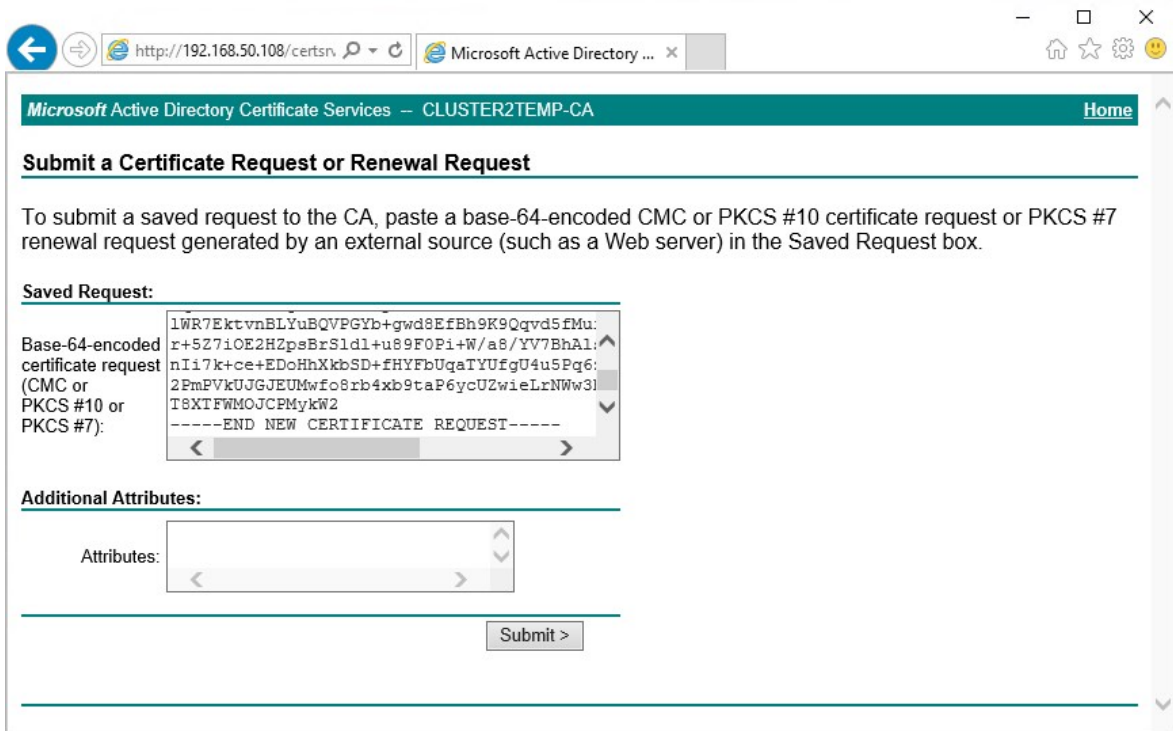 http://192.168.50.108/certsrv
Microsoft Active Directory ...
Microsoft Active Directory Certificate Services -- CLUSTER2TEMP-CA
Home
Submit a Certificate Request or Renewal Request
To submit a saved request to the CA, paste a base-64-encoded CMC or PKCS #10 certificate request or PKCS #7
renewal request generated by an external source (such as a Web server) in the Saved Request box.
Saved Request:
Base-64-encoded
certificate request
(CMC or
PKCS #10 or
PKCS #7):
lWR7EktvnBLYuBQVPGYb+gwd8EfBh9K9Qqvd5fMu
r+5Z7iOE2HZpsBrSldl+u89F0Pi+W/a8/YV7BhAl
nIi7k+ce+EDoHhXkbSD+fHYFbUqaTYUfgU4u5Pq6
2PmPVkUJGJEUMwfo8rb4xb9taP6ycUZwieLrNWw3
T8XTFWMOJCPMykW2
-----END NEW CERTIFICATE REQUEST-----
Additional Attributes:
Attributes:
Submit >